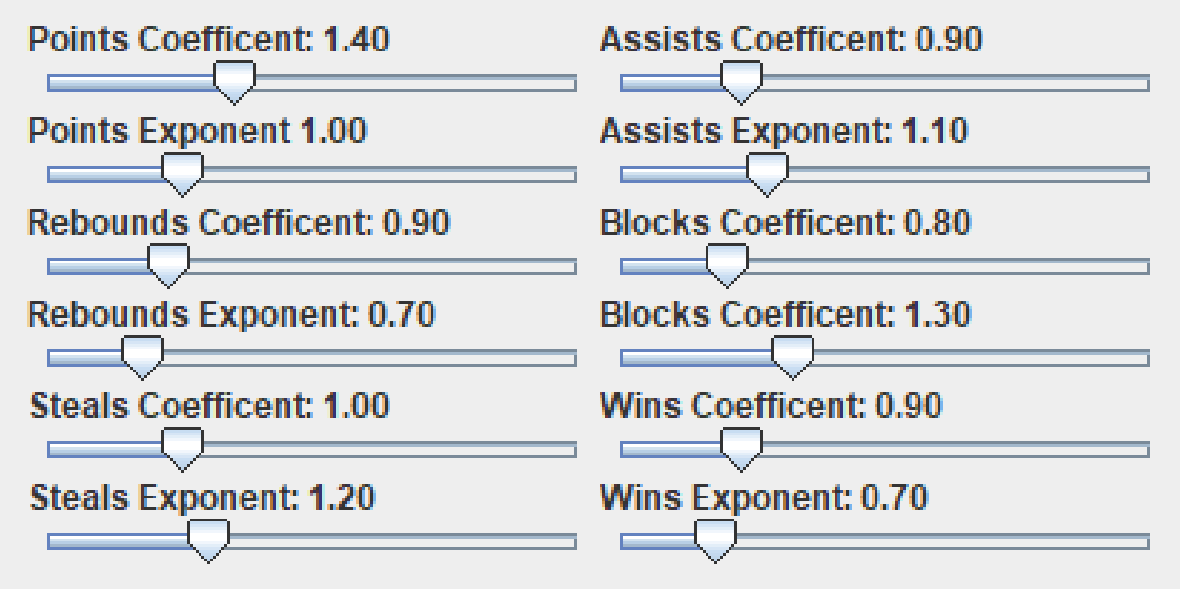 Points Coefficent: 1.40
Points Exponent 1.00
Rebounds Coefficent: 0.90
Rebounds Exponent: 0.70
Steals Coefficent: 1.00
Steals Exponent: 1.20
Assists Coefficent: 0.90
Assists Exponent: 1.10
Blocks Coefficent: 0.80
Blocks Coefficent: 1.30
Wins Coefficent: 0.90
Wins Exponent: 0.70